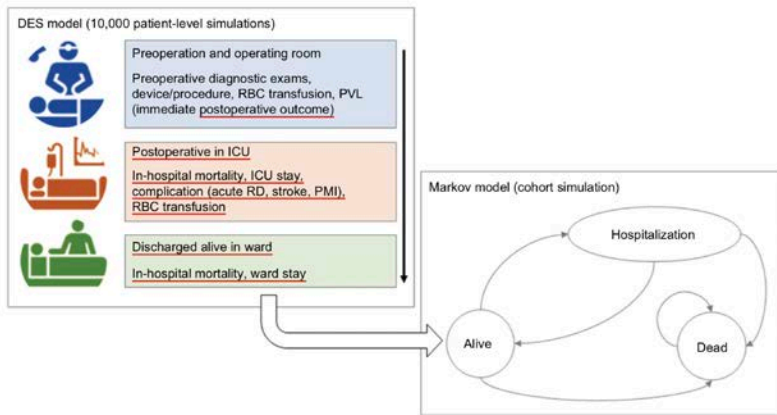 DES model (10,000 patient-level simulations)
Preoperation and operating room
Preoperative diagnostic exams,
device/procedure, RBC transfusion, PVL
(immediate postoperative outcome)
Postoperative in ICU
In-hospital mortality, ICU stay,
complication (acute RD, stroke, PMI),
RBC transfusion
Discharged alive in ward
In-hospital mortality, ward stay
Markov model (cohort simulation)
Hospitalization
Alive
Dead